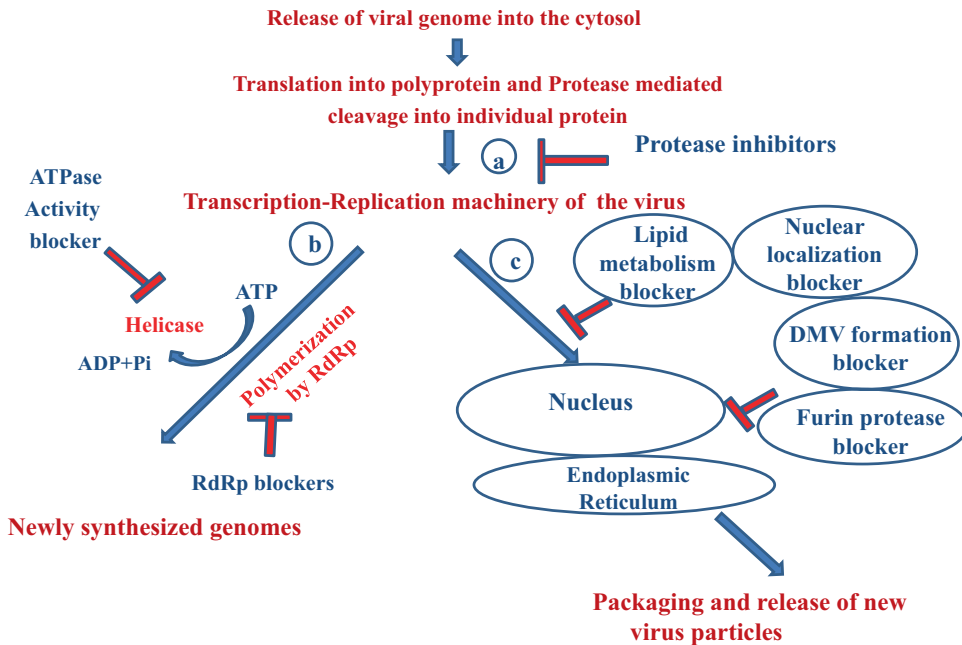 Release of viral genome into the cytosol
Translation into polyprotein and Protease mediated
cleavage into individual protein
a
Protease inhibitors
Transcription-Replication machinery of the virus
ATPase
Activity
blocker
b
c
Lipid
metabolism
blocker
Nuclear
localization
blocker
ATP
Helicase
ADP+Pi
Polymerization
by RdRp
DMV formation
blocker
Nucleus
Furin protease
blocker
RdRp blockers
Endoplasmic
Reticulum
Newly synthesized genomes
Packaging and release of new
virus particles